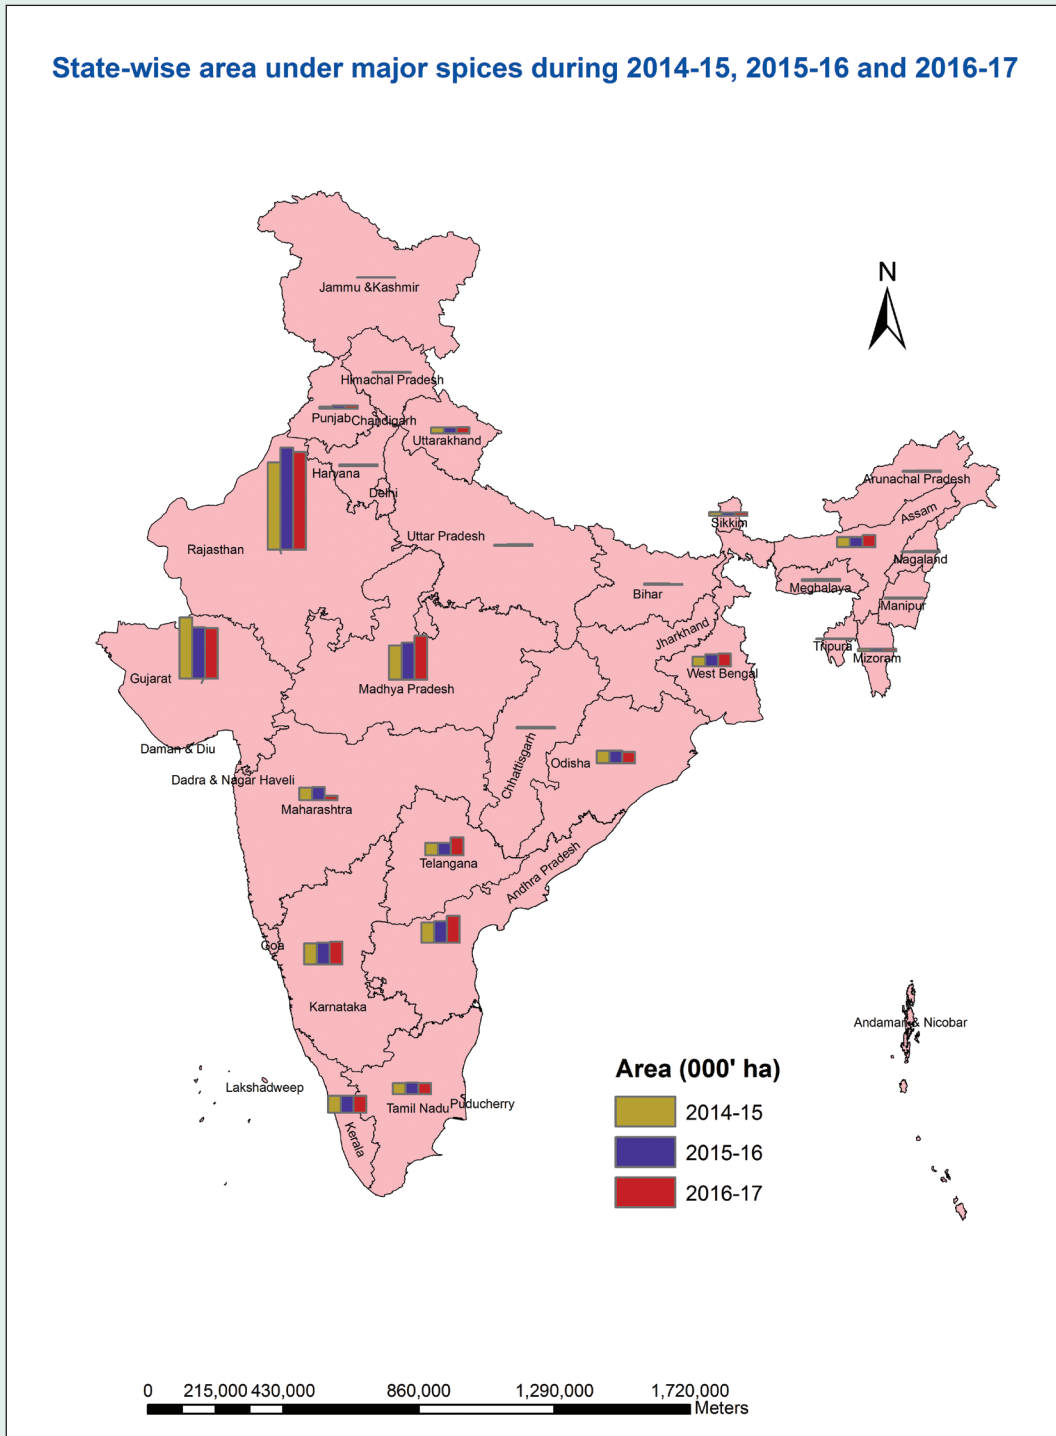 State-wise area under major spices during 2014-15, 2015-16 and 2016-17
N
Jammu &Kashmir
Himachal Pradesh
Punjab
Chandigarh
Uttarakhand
Haryana
Delhi
Arunachal Pradesh
Assam
Sikkim
Rajasthan
Uttar Pradesh
Nagaland
Bihar
Meghalaya
Manipur
Jharkhand
Tripura
Mizoram
Gujarat
Madhya Pradesh
West Bengal
Daman & Diu
Dadra & Nagar Haveli
Chhattisgarh
Odisha
Maharashtra
Telangana
Andhra Pradesh
Goa
Karnataka
Andaman & Nicobar
Lakshadweep
Tamil Nadu
Puducherry
Kerala
Area (000' ha)
2014-15
2015-16
2016-17
0 215,000 430,000 860,000 1,290,000 1,720,000
Meters